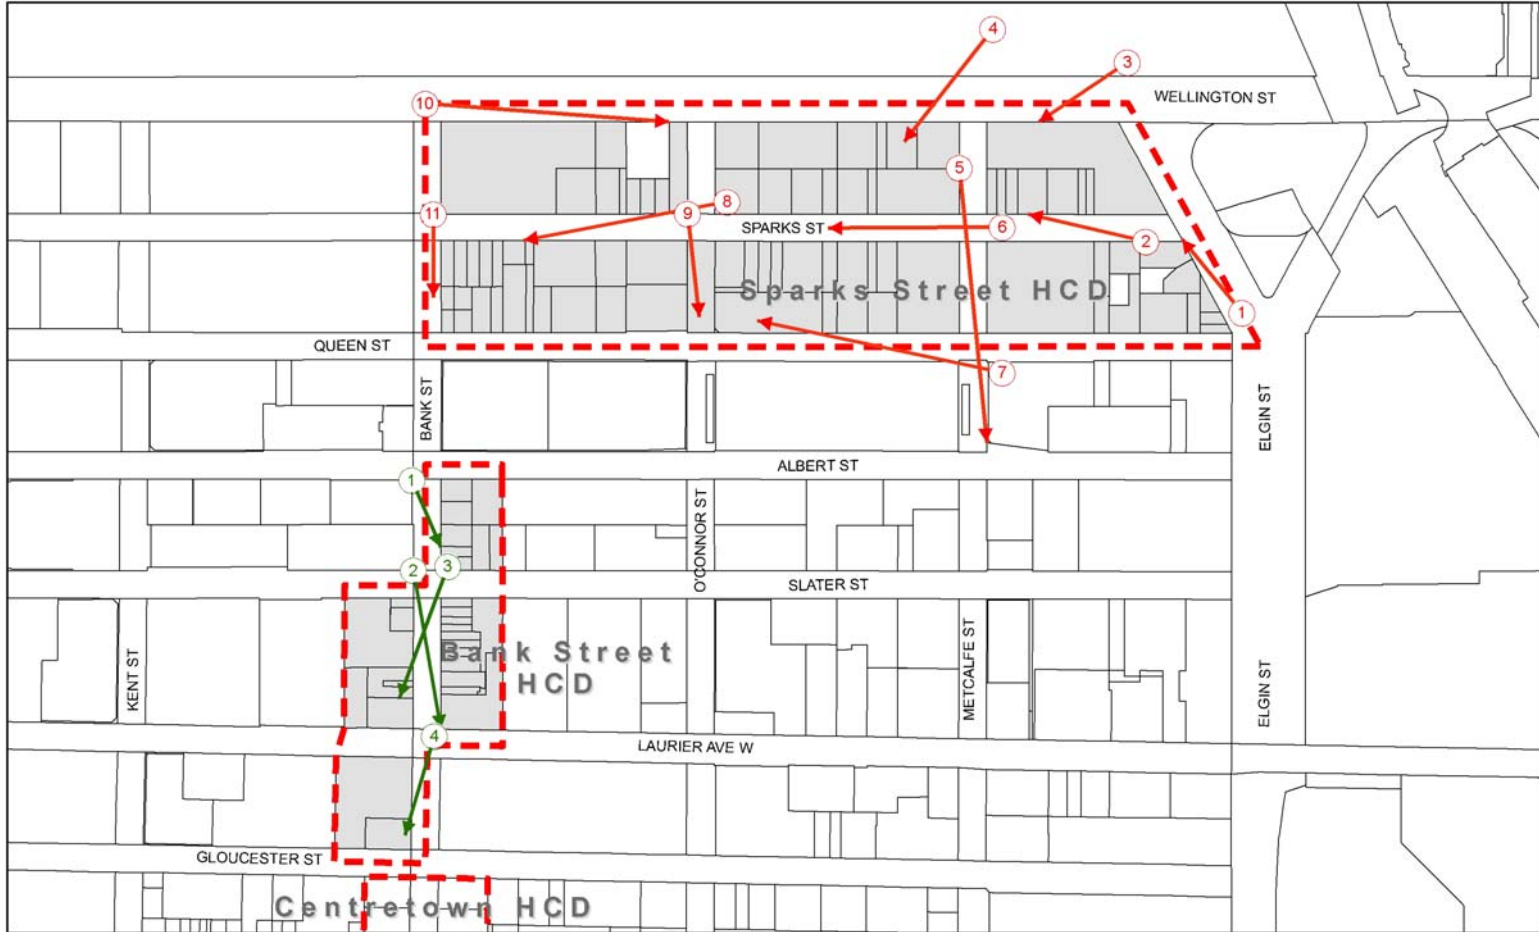 4
3
WELLINGTON ST
10
5
8
11
9
SPARKS ST
6
2
Sparks Street HCD
1
QUEEN ST
7
BANK ST
ELGIN ST
ALBERT ST
1
O'CONNOR ST
2
3
SLATER ST
KENT ST
Bank Street
HCD
METCALFE ST
ELGIN ST
4
LAURIER AVE W
GLOUCESTER ST
Centretown HCD